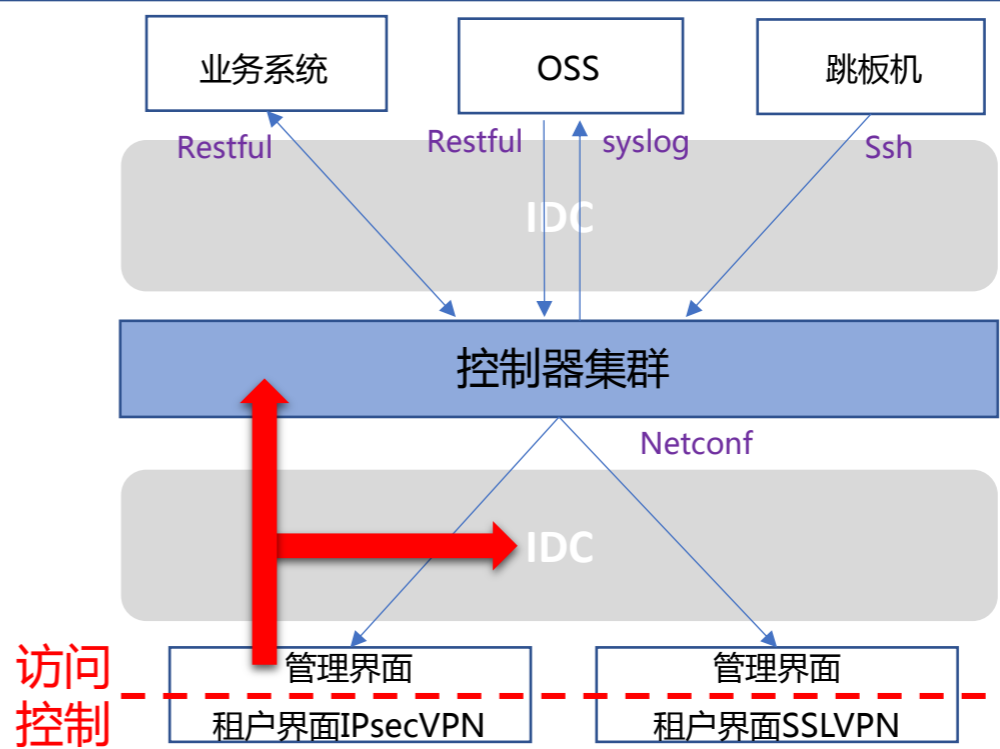 业务系统
OSS
跳板机
Restful
Restful
syslog
Ssh
IDC
控制器集群
Netconf
IDC
访问
控制
管理界面
租户界面IPsecVPN
管理界面
租户界面SSLVPN